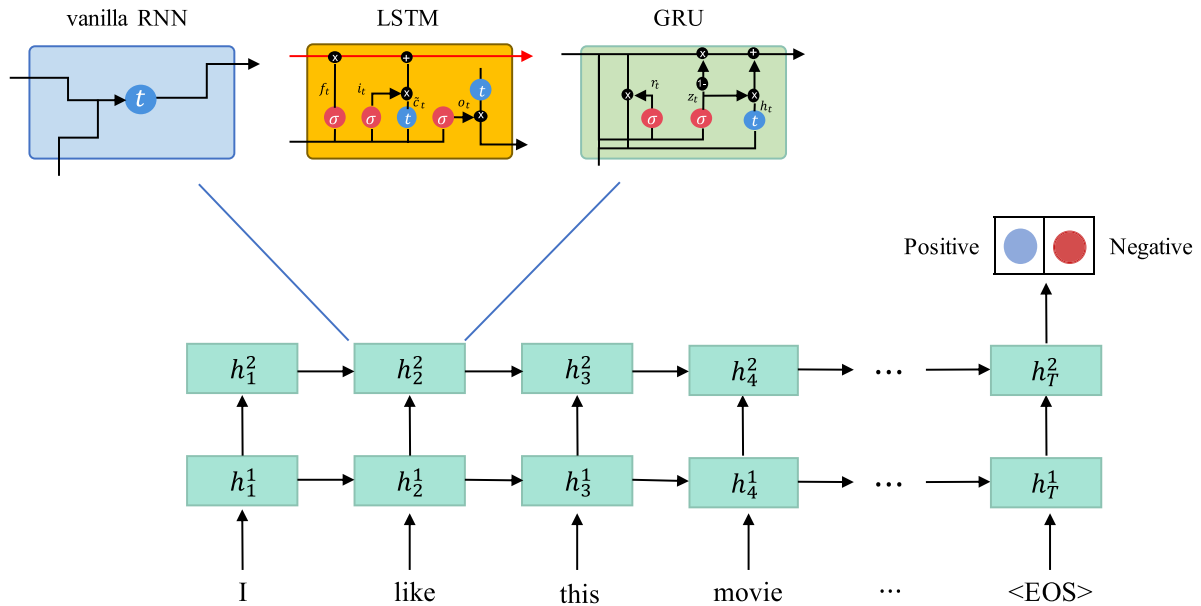 vanilla RNN LSTM GRU
t
f_t i_t c̃_t o_t t
σ σ t σ
x + x x
r_t z_t h_t
x + x 1- x
σ σ t
Positive Negative
h_1^2 h_2^2 h_3^2 h_4^2 ... h_T^2
h_1^1 h_2^1 h_3^1 h_4^1 ... h_T^1
I like this movie ... <EOS>